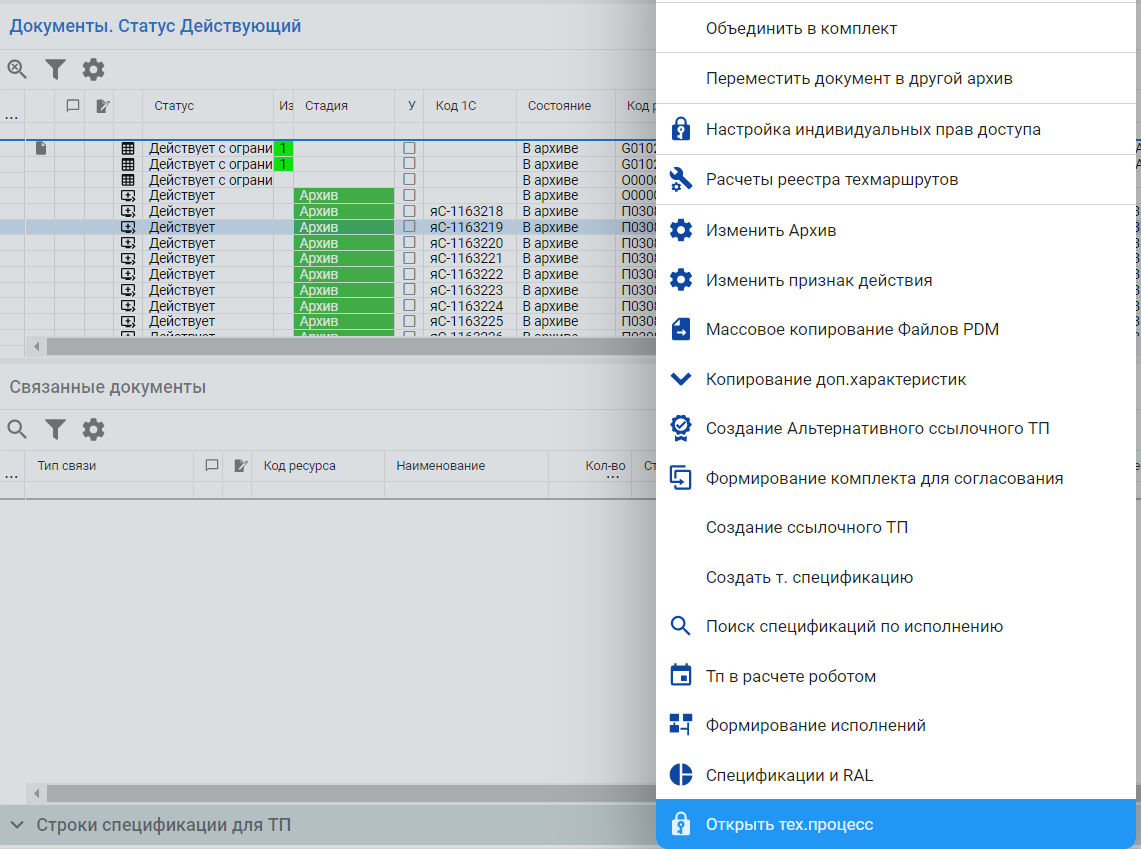 Документы. Статус Действующий
... Статус Из Стадия У Код 1С Состояние Код
Действует с ограни 1 В архиве G010
Действует с ограни 1 В архиве G010
Действует с ограни В архиве O000
Действует Архив В архиве O000
Действует Архив яС-1163218 В архиве П030
Действует Архив яС-1163219 В архиве П030
Действует Архив яС-1163220 В архиве П030
Действует Архив яС-1163221 В архиве П030
Действует Архив яС-1163222 В архиве П030
Действует Архив яС-1163223 В архиве П030
Действует Архив яС-1163224 В архиве П030
Действует Архив яС-1163225 В архиве П030
Действует Архив яС-1163226 В архиве П030
Связанные документы
... Тип связи Код ресурса Наименование Кол-во ... Ст
Строки спецификации для ТП
Объединить в комплект
Переместить документ в другой архив
Настройка индивидуальных прав доступа
Расчеты реестра техмаршрутов
Изменить Архив
Изменить признак действия
Массовое копирование Файлов PDM
Копирование доп.характеристик
Создание Альтернативного ссылочного ТП
Формирование комплекта для согласования
Создание ссылочного ТП
Создать т. спецификацию
Поиск спецификаций по исполнению
Тп в расчете роботом
Формирование исполнений
Спецификации и RAL
Открыть тех.процесс